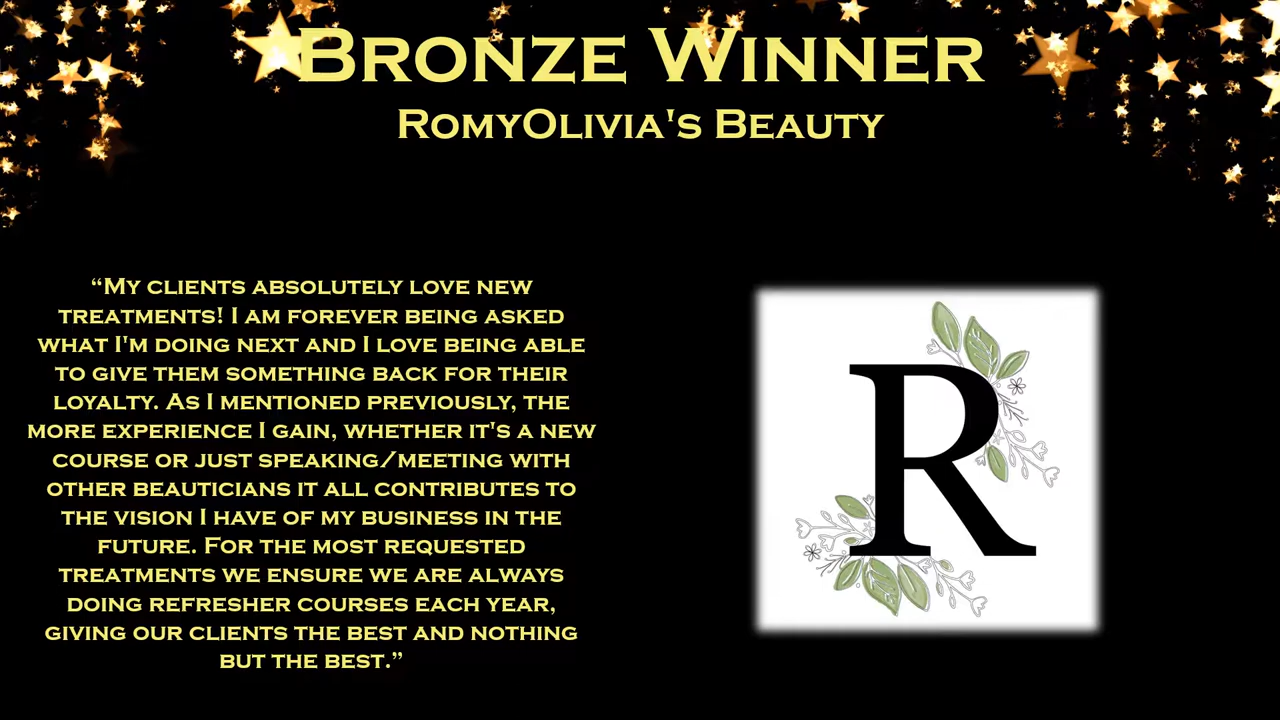 Bronze Winner
RomyOlivia's Beauty
“My clients absolutely love new
treatments! I am forever being asked
what I'm doing next and I love being able
to give them something back for their
loyalty. As I mentioned previously, the
more experience I gain, whether it's a new
course or just speaking/meeting with
other beauticians it all contributes to
the vision I have of my business in the
future. For the most requested
treatments we ensure we are always
doing refresher courses each year,
giving our clients the best and nothing
but the best.”
R